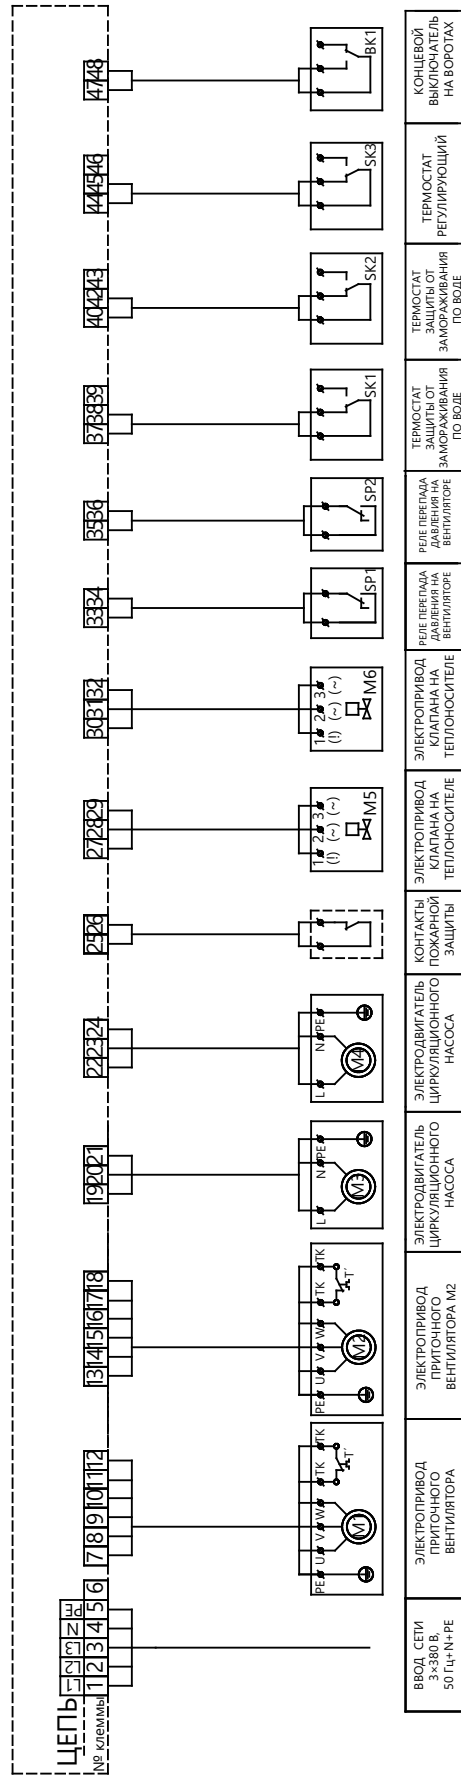 ЦЕПЬ
№ клеммы
L1 L2 L3 N PE
1 2 3 4 5 6
7 8 9 10 11 12
13 14 15 16 17 18
19 20 21
22 23 24
25 26
27 28 29
30 31 32
33 34
35 36
37 38 39
40 42 43
44 45 46
47 48
PE U V W TK TK
M1
T°
PE U V W TK TK
M2
T°
L N PE
M3
L N PE
M4
1 2 3
(!) (~) (~)
M5
1 2 3
(!) (~) (~)
M6
SP1
SP2
SK1
SK2
SK3
BK1
ВВОД СЕТИ
3×380 В,
50 Гц+N+PE
ЭЛЕКТРОПРИВОД
ПРИТОЧНОГО
ВЕНТИЛЯТОРА
ЭЛЕКТРОПРИВОД
ПРИТОЧНОГО
ВЕНТИЛЯТОРА М2
ЭЛЕКТРОДВИГАТЕЛЬ
ЦИРКУЛЯЦИОННОГО
НАСОСА
ЭЛЕКТРОДВИГАТЕЛЬ
ЦИРКУЛЯЦИОННОГО
НАСОСА
КОНТАКТЫ
ПОЖАРНОЙ
ЗАЩИТЫ
ЭЛЕКТРОПРИВОД
КЛАПАНА НА
ТЕПЛОНОСИТЕЛЕ
ЭЛЕКТРОПРИВОД
КЛАПАНА НА
ТЕПЛОНОСИТЕЛЕ
РЕЛЕ ПЕРЕПАДА
ДАВЛЕНИЯ НА
ВЕНТИЛЯТОРЕ
РЕЛЕ ПЕРЕПАДА
ДАВЛЕНИЯ НА
ВЕНТИЛЯТОРЕ
ТЕРМОСТАТ
ЗАЩИТЫ ОТ
ЗАМОРАЖИВАНИЯ
ПО ВОДЕ
ТЕРМОСТАТ
ЗАЩИТЫ ОТ
ЗАМОРАЖИВАНИЯ
ПО ВОДЕ
ТЕРМОСТАТ
РЕГУЛИРУЮЩИЙ
КОНЦЕВОЙ
ВЫКЛЮЧАТЕЛЬ
НА ВОРОТАХ